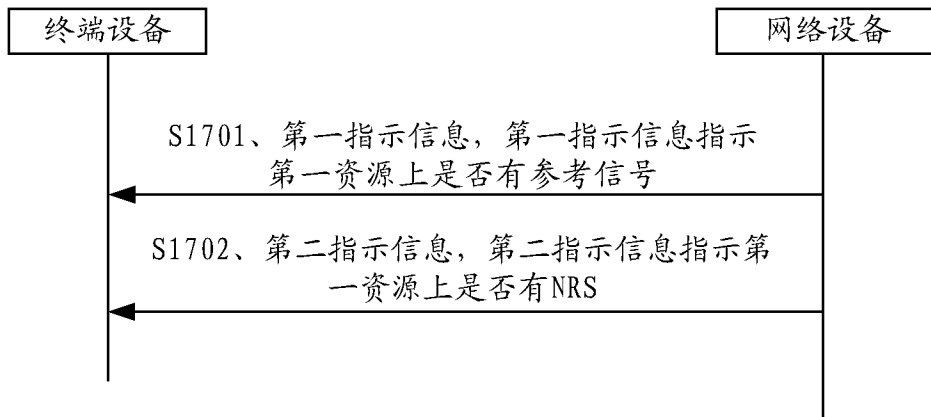 终端设备
网络设备
S1701、第一指示信息，第一指示信息指示
第一资源上是否有参考信号
S1702、第二指示信息，第二指示信息指示第
一资源上是否有NRS